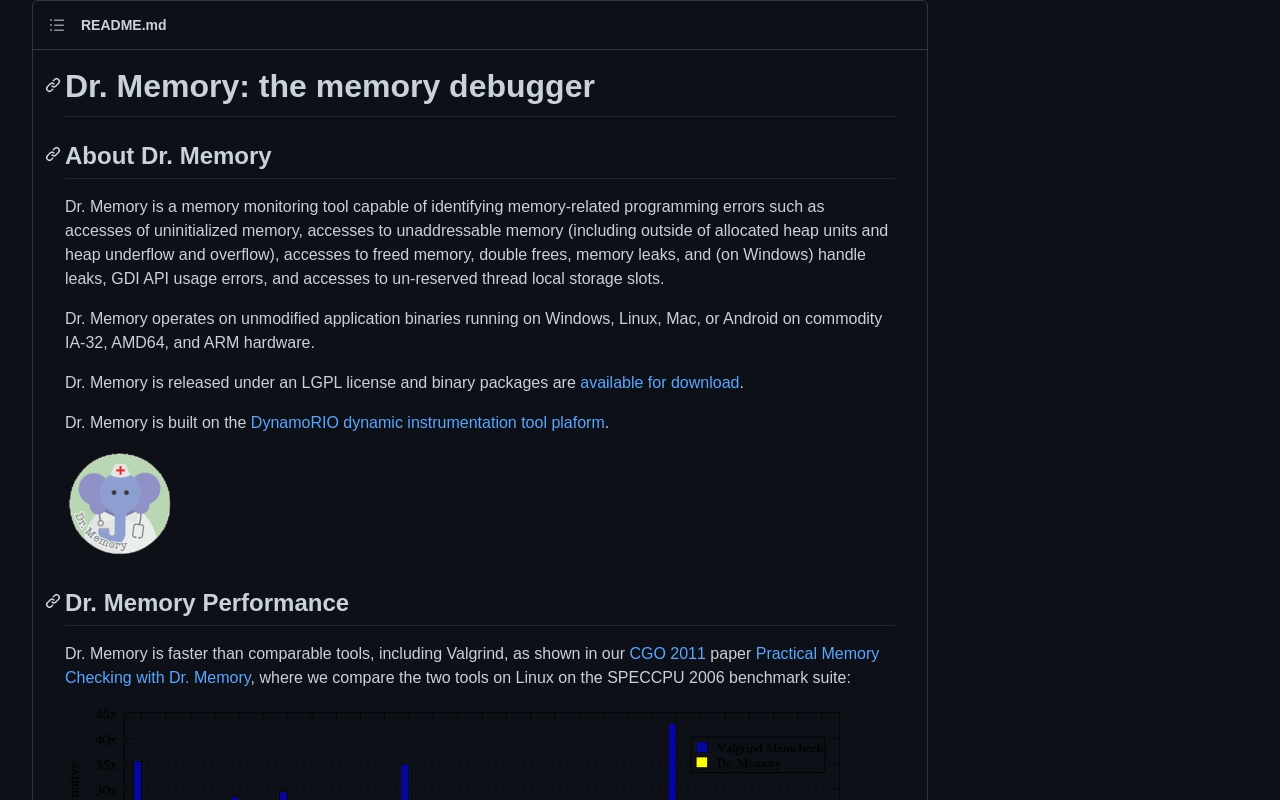 README.md
Dr. Memory: the memory debugger
About Dr. Memory
Dr. Memory is a memory monitoring tool capable of identifying memory-related programming errors such as
accesses of uninitialized memory, accesses to unaddressable memory (including outside of allocated heap units and
heap underflow and overflow), accesses to freed memory, double frees, memory leaks, and (on Windows) handle
leaks, GDI API usage errors, and accesses to un-reserved thread local storage slots.
Dr. Memory operates on unmodified application binaries running on Windows, Linux, Mac, or Android on commodity
IA-32, AMD64, and ARM hardware.
Dr. Memory is released under an LGPL license and binary packages are available for download.
Dr. Memory is built on the DynamoRIO dynamic instrumentation tool plaform.
Dr. Memory
Dr. Memory Performance
Dr. Memory is faster than comparable tools, including Valgrind, as shown in our CGO 2011 paper Practical Memory
Checking with Dr. Memory, where we compare the two tools on Linux on the SPECCPU 2006 benchmark suite:
45x
40x
Valgrind Memcheck
Dr. Memory
35x
native
30x